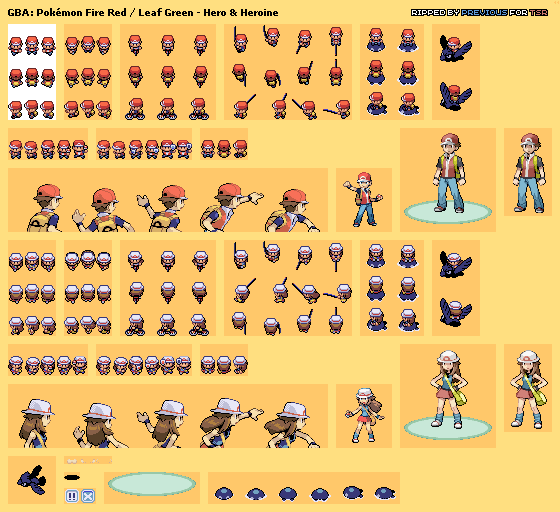 GBA: Pokémon Fire Red / Leaf Green - Hero & Heroine
RIPPED BY PREVIOUS FOR TSR
!!